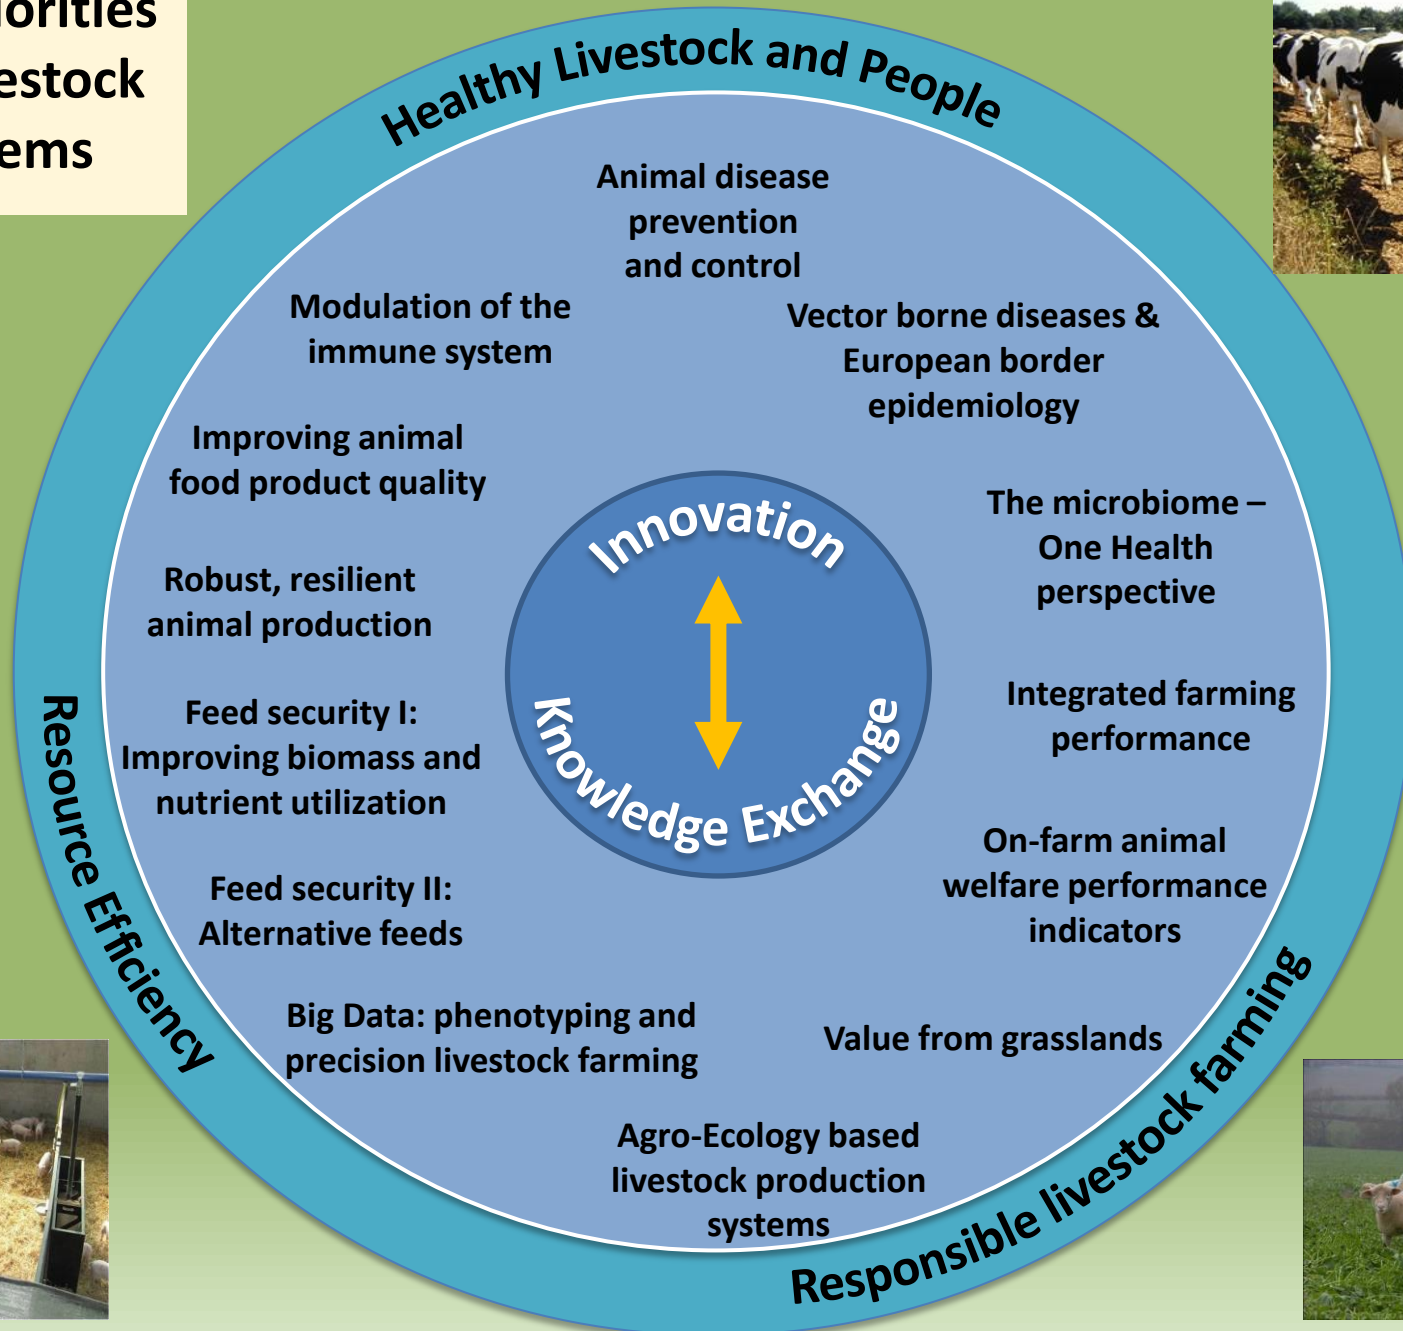 Healthy Livestock and People
Animal disease
prevention
and control
Modulation of the
immune system
Vector borne diseases &
European border
epidemiology
Improving animal
food product quality
The microbiome –
One Health
perspective
Innovation
Robust, resilient
animal production
Knowledge Exchange
Integrated farming
performance
Feed security I:
Improving biomass and
nutrient utilization
Resource Efficiency
On-farm animal
welfare performance
indicators
Feed security II:
Alternative feeds
Big Data: phenotyping and
precision livestock farming
Value from grasslands
Agro-Ecology based
livestock production
systems
Responsible livestock farming